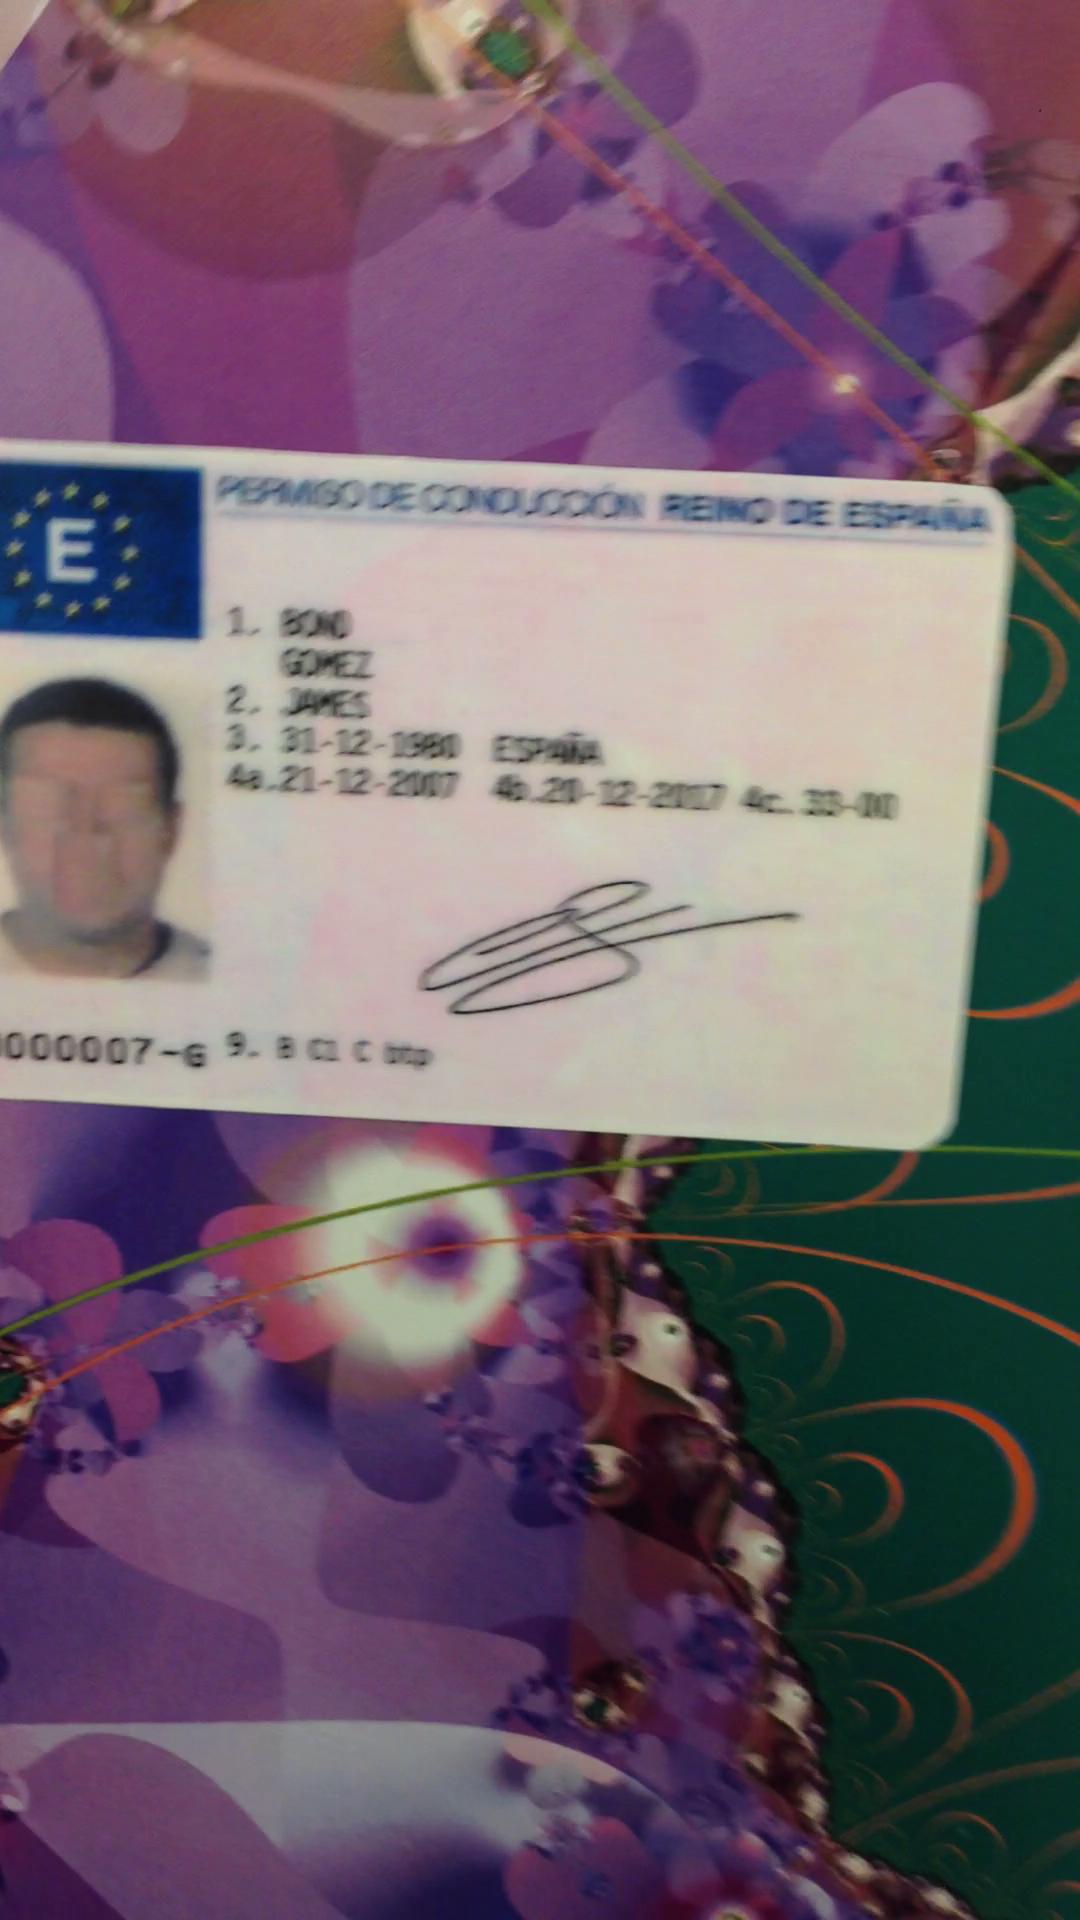 E
PERMISO DE CONDUCCIÓN REINO DE ESPAÑA
1. BOND
GOMEZ
2. JAMES
3. 31-12-1980 ESPAÑA
4a.21-12-2007 4b.20-12-2017 4c.33-00
000007-G 9. B C1 C btp